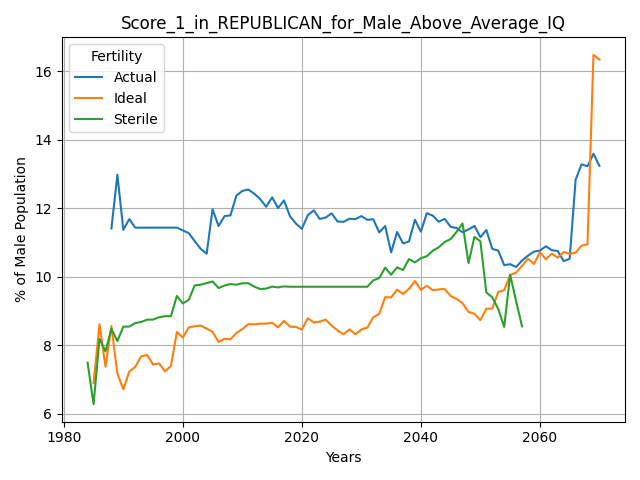 Score_1_in_REPUBLICAN_for_Male_Above_Average_IQ
Fertility
Actual
Ideal
Sterile
% of Male Population
16
14
12
10
8
6
1980
2000
2020
2040
2060
Years